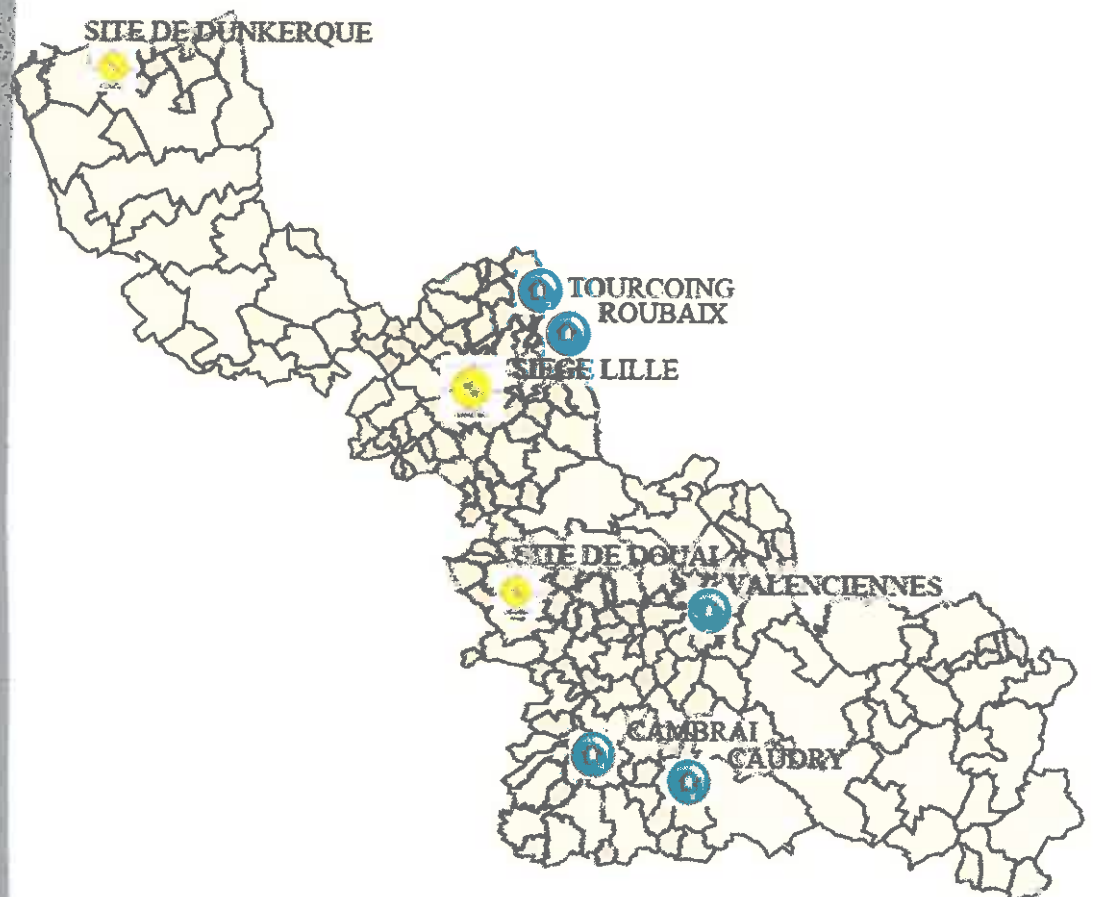 SITE DE DUNKERQUE
TOURCOING
ROUBAIX
SIEGE LILLE
SITE DE DOUAI
VALENCIENNES
CAMBRAI
CAUDRY